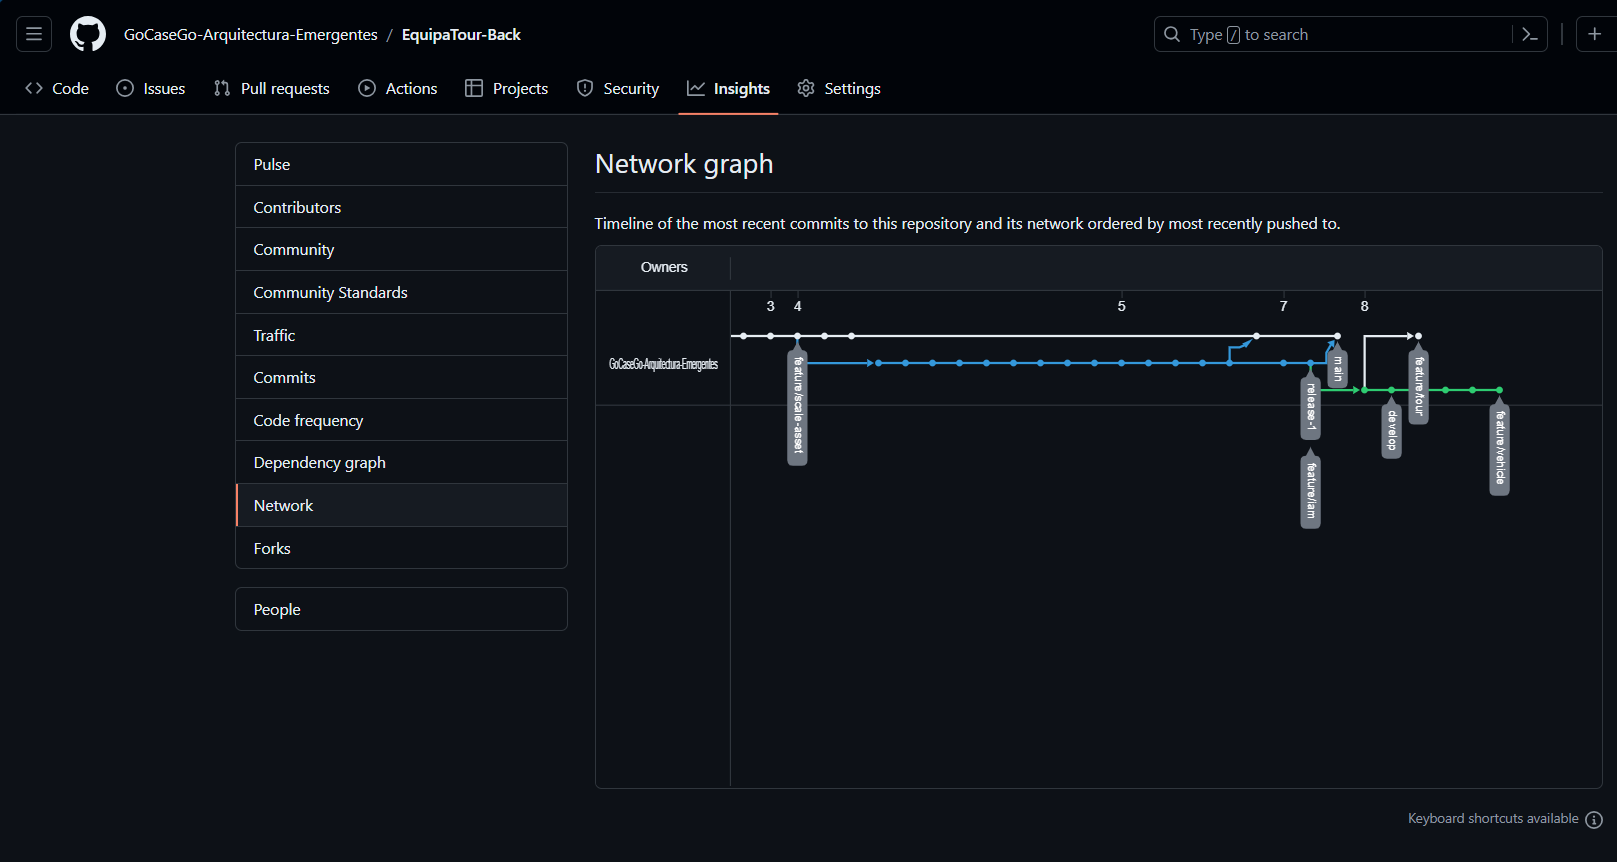 GoCaseGo-Arquitectura-Emergentes / EquipaTour-Back
Type / to search
Code Issues Pull requests Actions Projects Security Insights Settings
Pulse
Contributors
Community
Community Standards
Traffic
Commits
Code frequency
Dependency graph
Network
Forks
People
Network graph
Timeline of the most recent commits to this repository and its network ordered by most recently pushed to.
Owners
3 4 5 7 8
GoCaseGo-Arquitectura-Emergentes
feature/scale-asset
main
release-1
feature/iam
feature/tour
develop
feature/vehicle
Keyboard shortcuts available